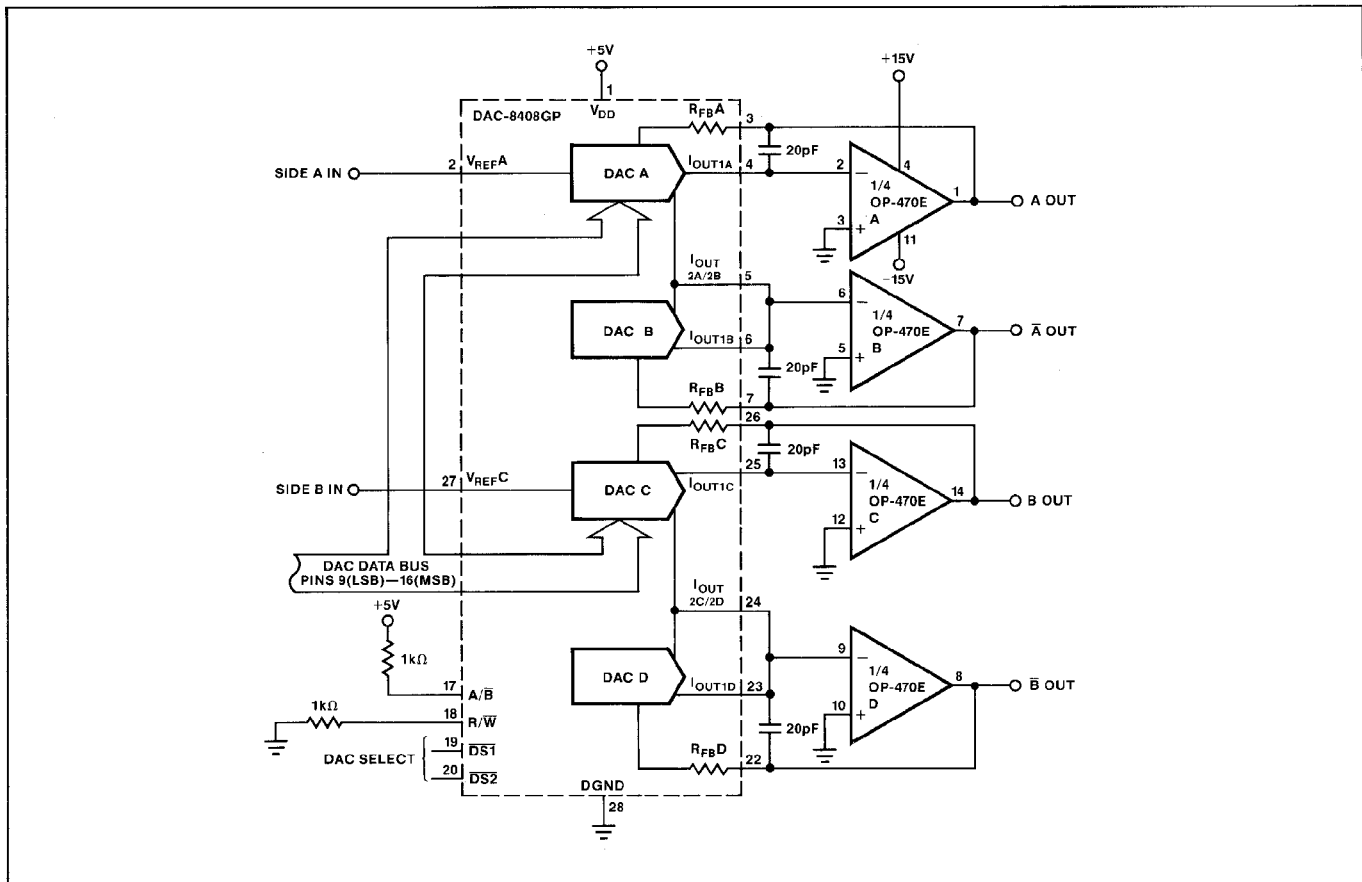 +5V
1
VDD
DAC-8408GP
+15V
RFBA
3
20pF
SIDE A IN
2
VREFA
DAC A
IOUT1A
4
2
−
4
1/4
OP-470E
A
1
A OUT
3
+
11
−15V
IOUT
2A/2B
5
6
−
1/4
OP-470E
B
7
A̅ OUT
DAC B
IOUT1B
6
5
+
20pF
RFBB
7
26
RFBC
20pF
25
13
−
SIDE B IN
27
VREFC
DAC C
IOUT1C
1/4
OP-470E
C
14
B OUT
12
+
DAC DATA BUS
PINS 9(LSB)—16(MSB)
IOUT
2C/2D
24
+5V
1kΩ
9
−
1/4
OP-470E
D
8
B̅ OUT
DAC D
IOUT1D
23
10
+
17
A/B̅
20pF
1kΩ
18
R/W̅
DAC SELECT
19
D̅S̅1̅
20
D̅S̅2̅
RFBD
22
DGND
28